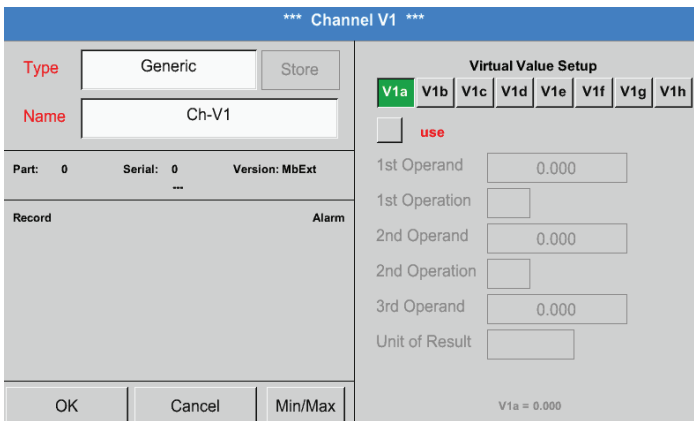 *** Channel V1 ***
Type Generic Store
Name Ch-V1
Part: 0 Serial: 0 Version: MbExt
---
Record Alarm
OK Cancel Min/Max
Virtual Value Setup
V1a V1b V1c V1d V1e V1f V1g V1h
use
1st Operand 0.000
1st Operation
2nd Operand 0.000
2nd Operation
3rd Operand 0.000
Unit of Result
V1a = 0.000